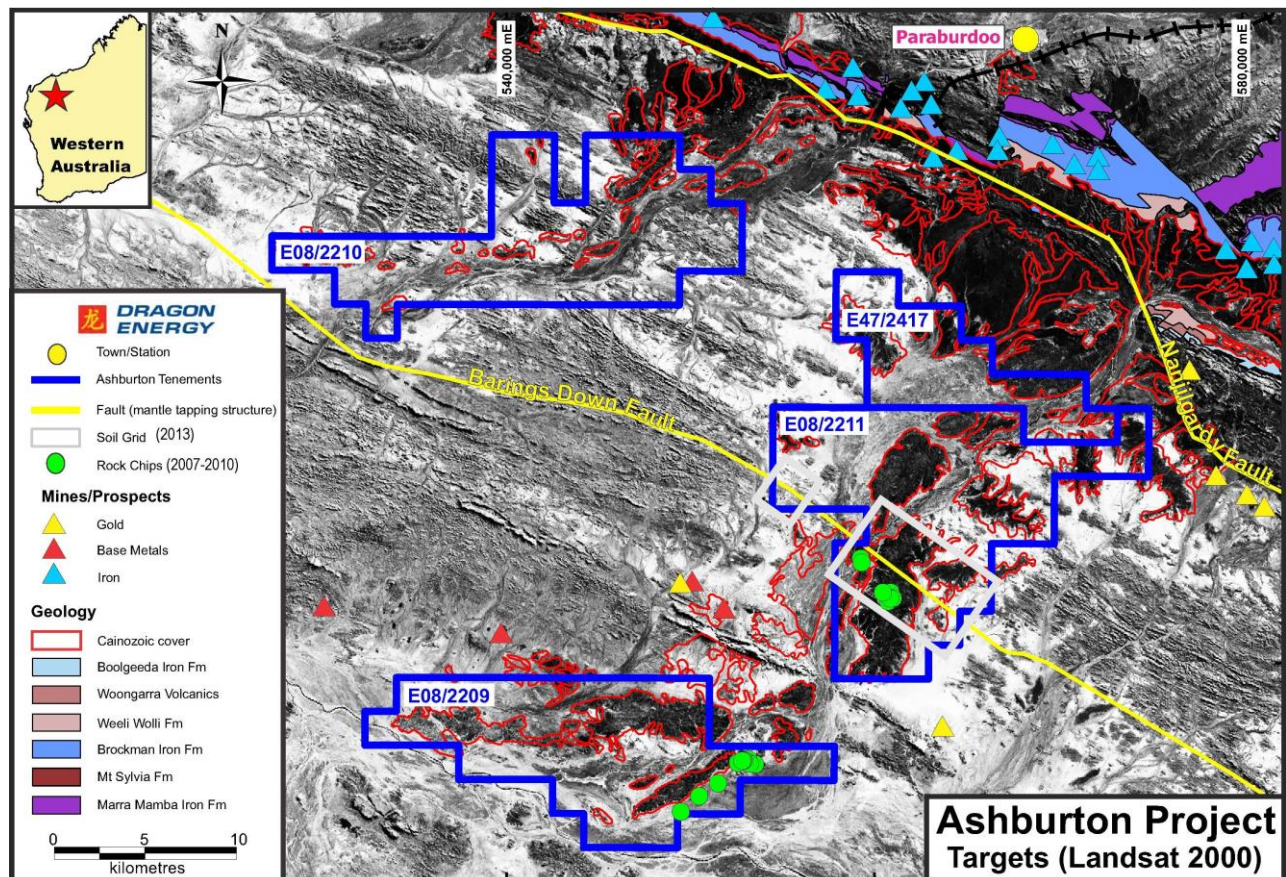 N
540,000 mE
Paraburdoo
580,000 mE
Western
Australia
E08/2210
E47/2417
Nanjilgardy Fault
Barings Down Fault
E08/2211
E08/2209
龙 DRAGON
ENERGY
Town/Station
Ashburton Tenements
Fault (mantle tapping structure)
Soil Grid (2013)
Rock Chips (2007-2010)
Mines/Prospects
Gold
Base Metals
Iron
Geology
Cainozoic cover
Boolgeeda Iron Fm
Woongarra Volcanics
Weeli Wolli Fm
Brockman Iron Fm
Mt Sylvia Fm
Marra Mamba Iron Fm
0 5 10
kilometres
Ashburton Project
Targets (Landsat 2000)